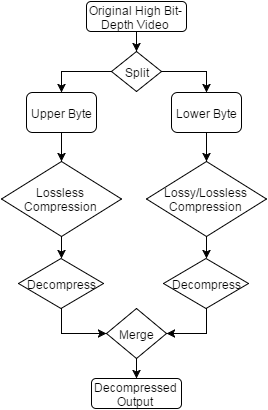 Original High Bit-
Depth Video
Split
Upper Byte
Lower Byte
Lossless
Compression
Lossy/Lossless
Compression
Decompress
Decompress
Merge
Decompressed
Output